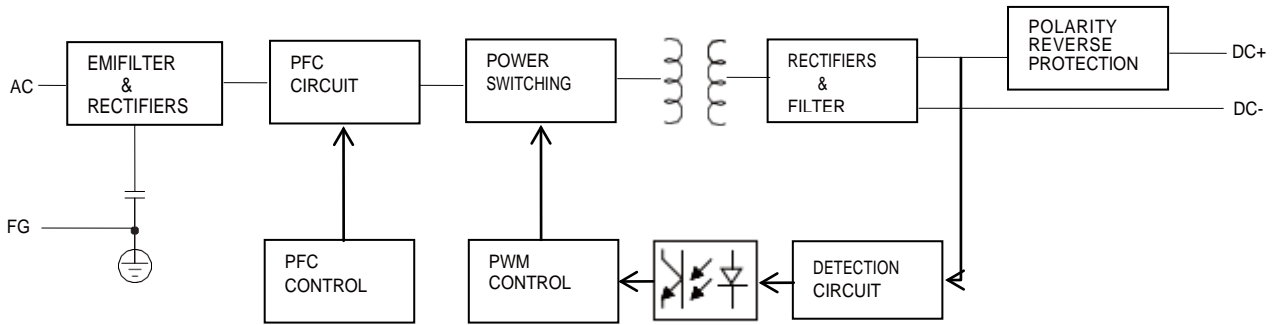 AC
EMIFILTER
&
RECTIFIERS
PFC
CIRCUIT
POWER
SWITCHING
RECTIFIERS
&
FILTER
POLARITY
REVERSE
PROTECTION
DC+
DC-
FG
PFC
CONTROL
PWM
CONTROL
DETECTION
CIRCUIT